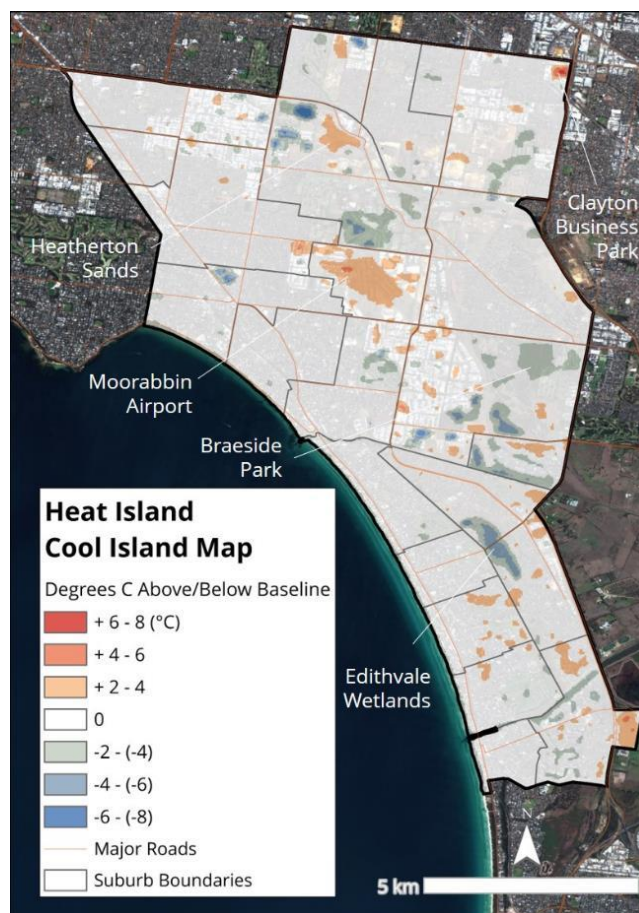 Clayton
Business
Park
Heatherton
Sands
Moorabbin
Airport
Braeside
Park
Heat Island
Cool Island Map
Degrees C Above/Below Baseline
+ 6 - 8 (°C)
+ 4 - 6
+ 2 - 4
0
-2 - (-4)
-4 - (-6)
-6 - (-8)
Major Roads
Suburb Boundaries
Edithvale
Wetlands
N
5 km